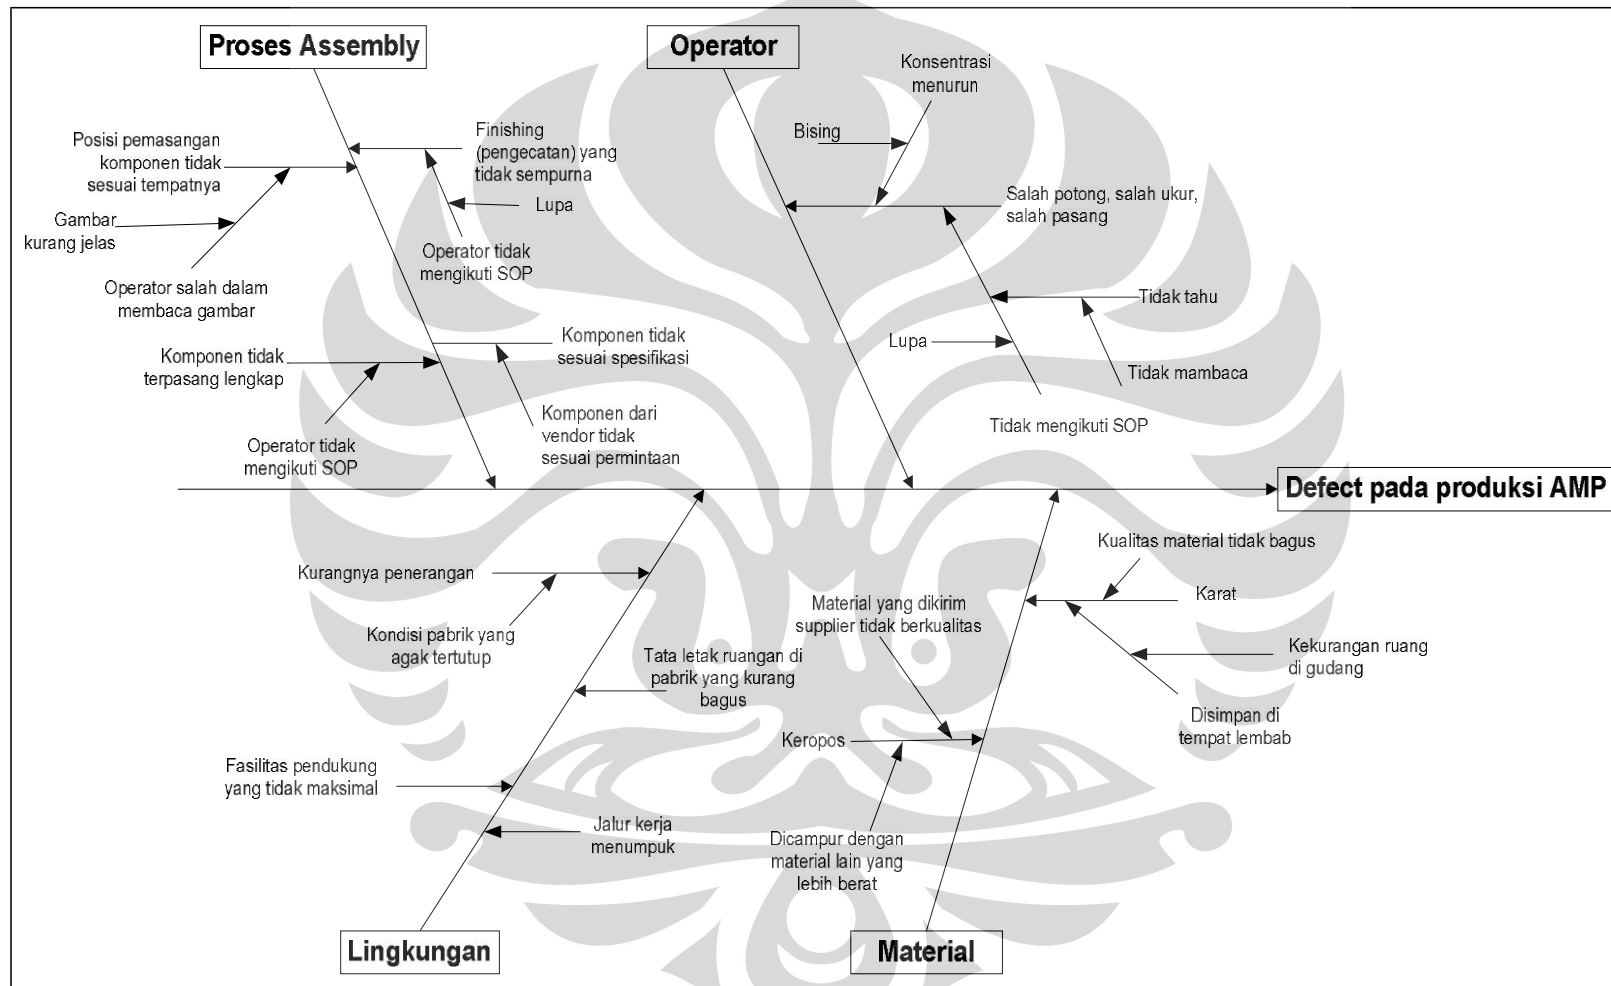 Proses Assembly
Operator
Konsentrasi
menurun
Bising
Posisi pemasangan
komponen tidak
sesuai tempatnya
Finishing
(pengecatan) yang
tidak sempurna
Lupa
Gambar
kurang jelas
Operator tidak
mengikuti SOP
Operator salah dalam
membaca gambar
Salah potong, salah ukur,
salah pasang
Tidak tahu
Lupa
Tidak mambaca
Tidak mengikuti SOP
Komponen tidak
terpasang lengkap
Komponen tidak
sesuai spesifikasi
Operator tidak
mengikuti SOP
Komponen dari
vendor tidak
sesuai permintaan
Defect pada produksi AMP
Kurangnya penerangan
Kondisi pabrik yang
agak tertutup
Tata letak ruangan di
pabrik yang kurang
bagus
Fasilitas pendukung
yang tidak maksimal
Jalur kerja
menumpuk
Kualitas material tidak bagus
Karat
Material yang dikirim
supplier tidak berkualitas
Kekurangan ruang
di gudang
Disimpan di
tempat lembab
Keropos
Dicampur dengan
material lain yang
lebih berat
Lingkungan
Material